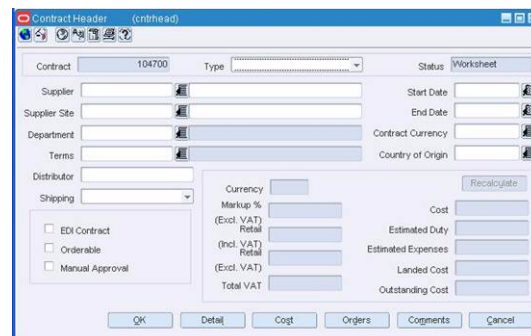 Contract Header (cntrhead)
Contract 104700 Type Status Worksheet
Supplier Start Date
Supplier Site End Date
Department Contract Currency
Terms Country of Origin
Distributor
Shipping
EDI Contract
Orderable
Manual Approval
Currency Recalculate
Markup %
(Excl. VAT)
Retail
(Incl. VAT)
Retail
(Excl. VAT)
Total VAT
Cost
Estimated Duty
Estimated Expenses
Landed Cost
Outstanding Cost
OK Detail Cost Orders Comments Cancel